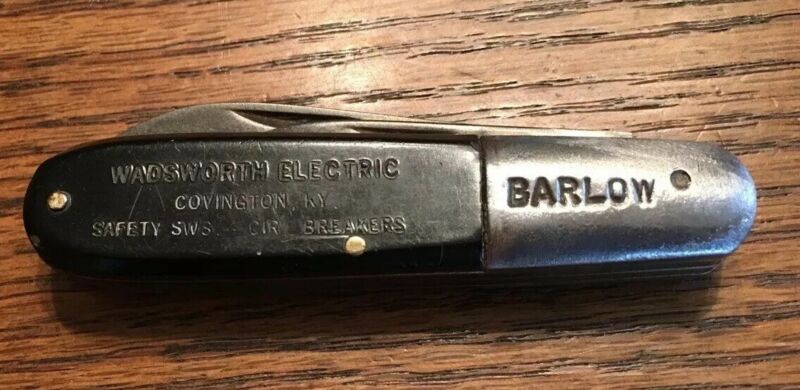 WADSWORTH ELECTRIC
COVINGTON, KY.
SAFETY SWS. - CIR. BREAKERS
BARLOW